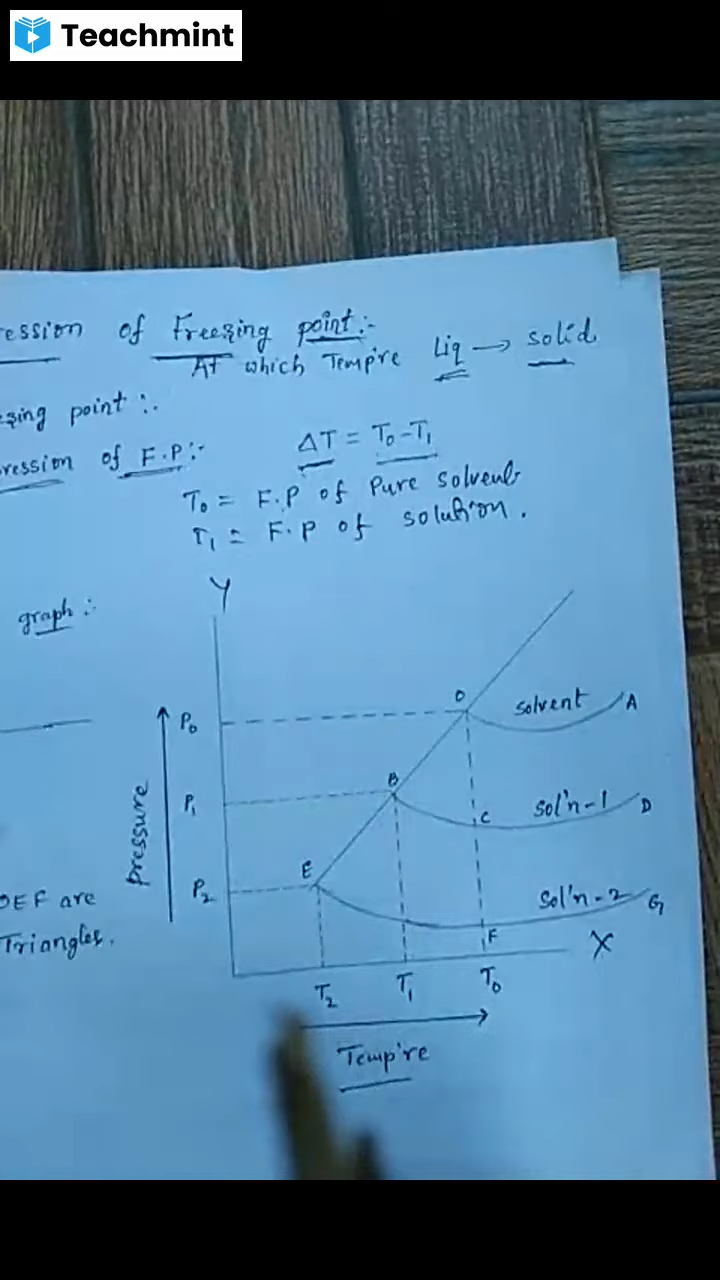 Teachmint
ession of Freezing point:-
At which Temp're Liq → solid
zing point :.
ression of F.P:-
ΔT = T₀-T₁
T₀ = F.P of Pure solvent
T₁ = F.P of solution.
graph :-
Y
O
solvent A
P₀
B
P₁
sol'n-1 D
C
pressure
E
P₂
sol'n-2 G
F
OEF are
Triangles.
X
T₂ T₁ T₀
Temp're